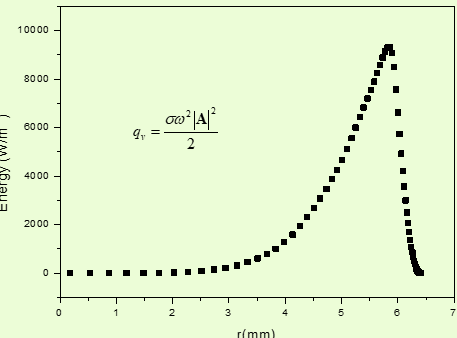 10000
8000
6000
4000
2000
0
Energy (W/m
q_v = σω²|A|² / 2
0 1 2 3 4 5 6 7
r(mm)